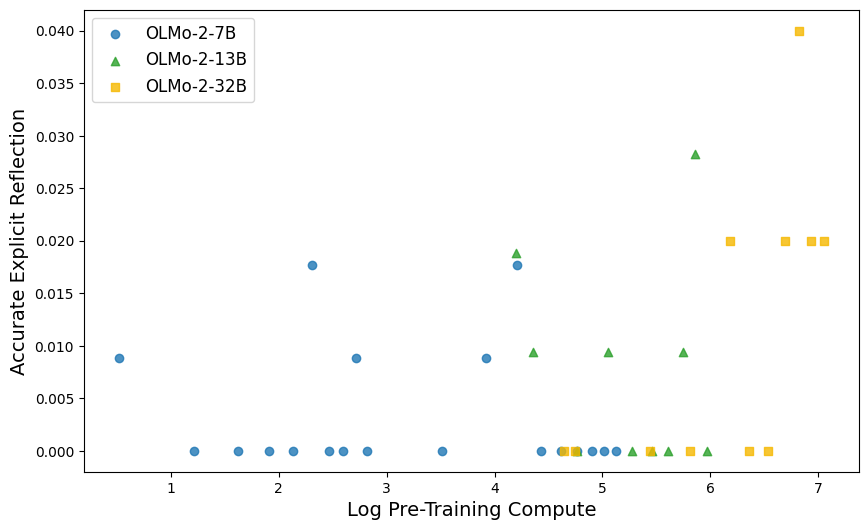 OLMo-2-7B
OLMo-2-13B
OLMo-2-32B
Accurate Explicit Reflection
0.040
0.035
0.030
0.025
0.020
0.015
0.010
0.005
0.000
1 2 3 4 5 6 7
Log Pre-Training Compute